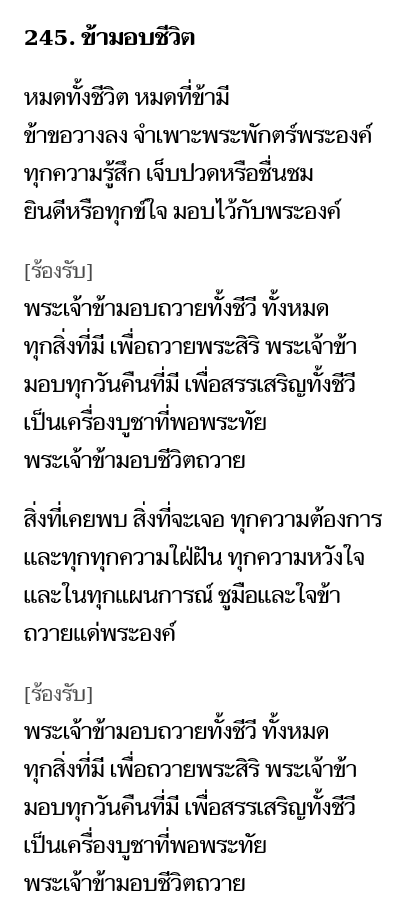 245. ข้ามอบชีวิต
หมดทั้งชีวิต หมดที่ข้ามี
ข้าขอวางลง จำเพาะพระพักตร์พระองค์
ทุกความรู้สึก เจ็บปวดหรือชื่นชม
ยินดีหรือทุกข์ใจ มอบไว้กับพระองค์
[ร้องรับ]
พระเจ้าข้ามอบถวายทั้งชีวี ทั้งหมด
ทุกสิ่งที่มี เพื่อถวายพระสิริ พระเจ้าข้า
มอบทุกวันคืนที่มี เพื่อสรรเสริญทั้งชีวี
เป็นเครื่องบูชาที่พอพระทัย
พระเจ้าข้ามอบชีวิตถวาย
สิ่งที่เคยพบ สิ่งที่จะเจอ ทุกความต้องการ
และทุกทุกความใฝ่ฝัน ทุกความหวังใจ
และในทุกแผนการณ์ ชูมือและใจข้า
ถวายแด่พระองค์
[ร้องรับ]
พระเจ้าข้ามอบถวายทั้งชีวี ทั้งหมด
ทุกสิ่งที่มี เพื่อถวายพระสิริ พระเจ้าข้า
มอบทุกวันคืนที่มี เพื่อสรรเสริญทั้งชีวี
เป็นเครื่องบูชาที่พอพระทัย
พระเจ้าข้ามอบชีวิตถวาย